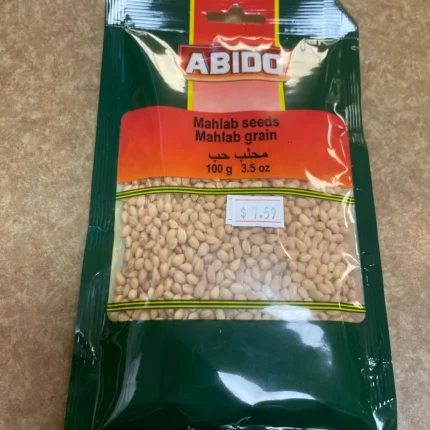 ABIDO
Mahlab seeds
Mahlab grain
محلب حب
100 g 3.5 oz
$ 7.59